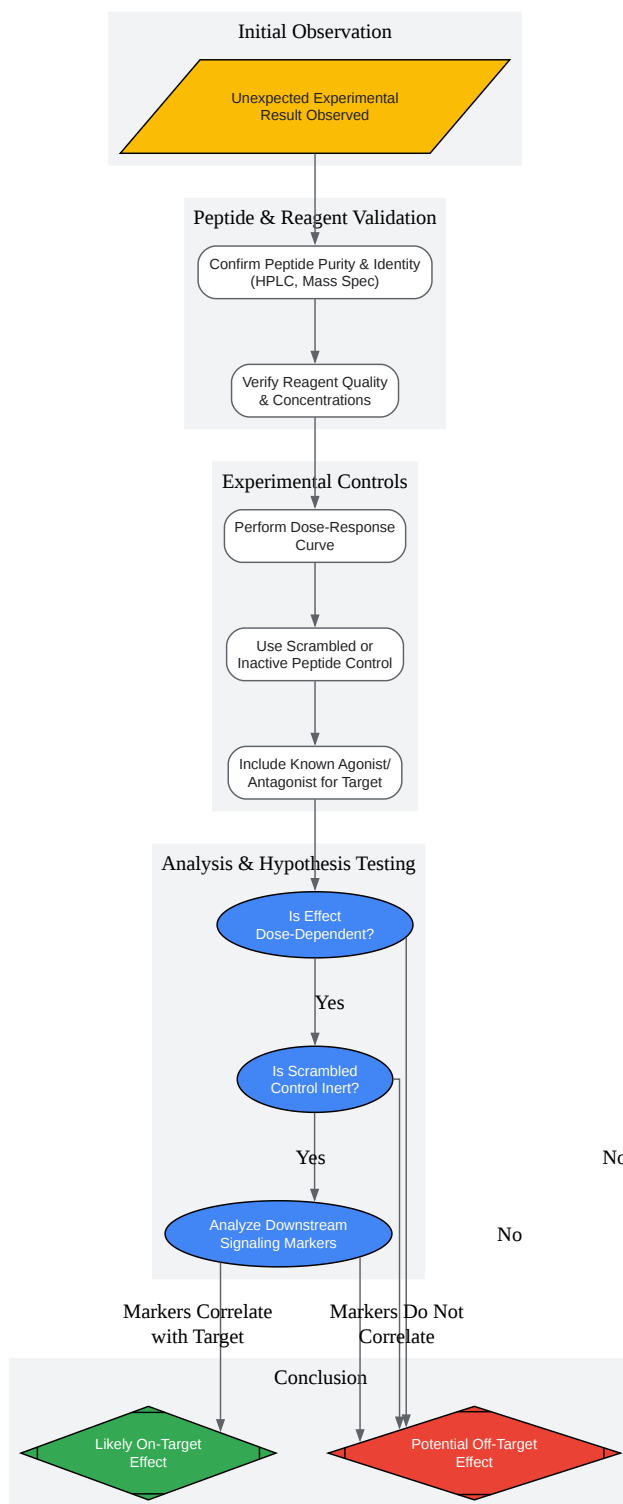 Initial Observation
Unexpected Experimental
Result Observed
Peptide & Reagent Validation
Confirm Peptide Purity & Identity
(HPLC, Mass Spec)
Verify Reagent Quality
& Concentrations
Experimental Controls
Perform Dose-Response
Curve
Use Scrambled or
Inactive Peptide Control
Include Known Agonist/
Antagonist for Target
Analysis & Hypothesis Testing
Is Effect
Dose-Dependent?
Yes
Is Scrambled
Control Inert?
Yes
No
Analyze Downstream
Signaling Markers
No
Markers Correlate
with Target
Markers Do Not
Correlate
Conclusion
Likely On-Target
Effect
Potential Off-Target
Effect